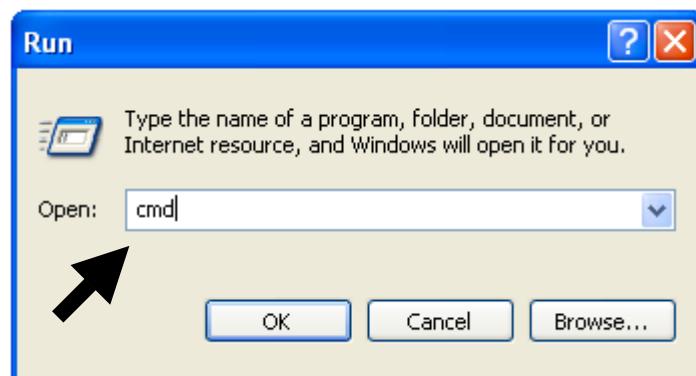 Run
Type the name of a program, folder, document, or
Internet resource, and Windows will open it for you.
Open: cmd
OK Cancel Browse...